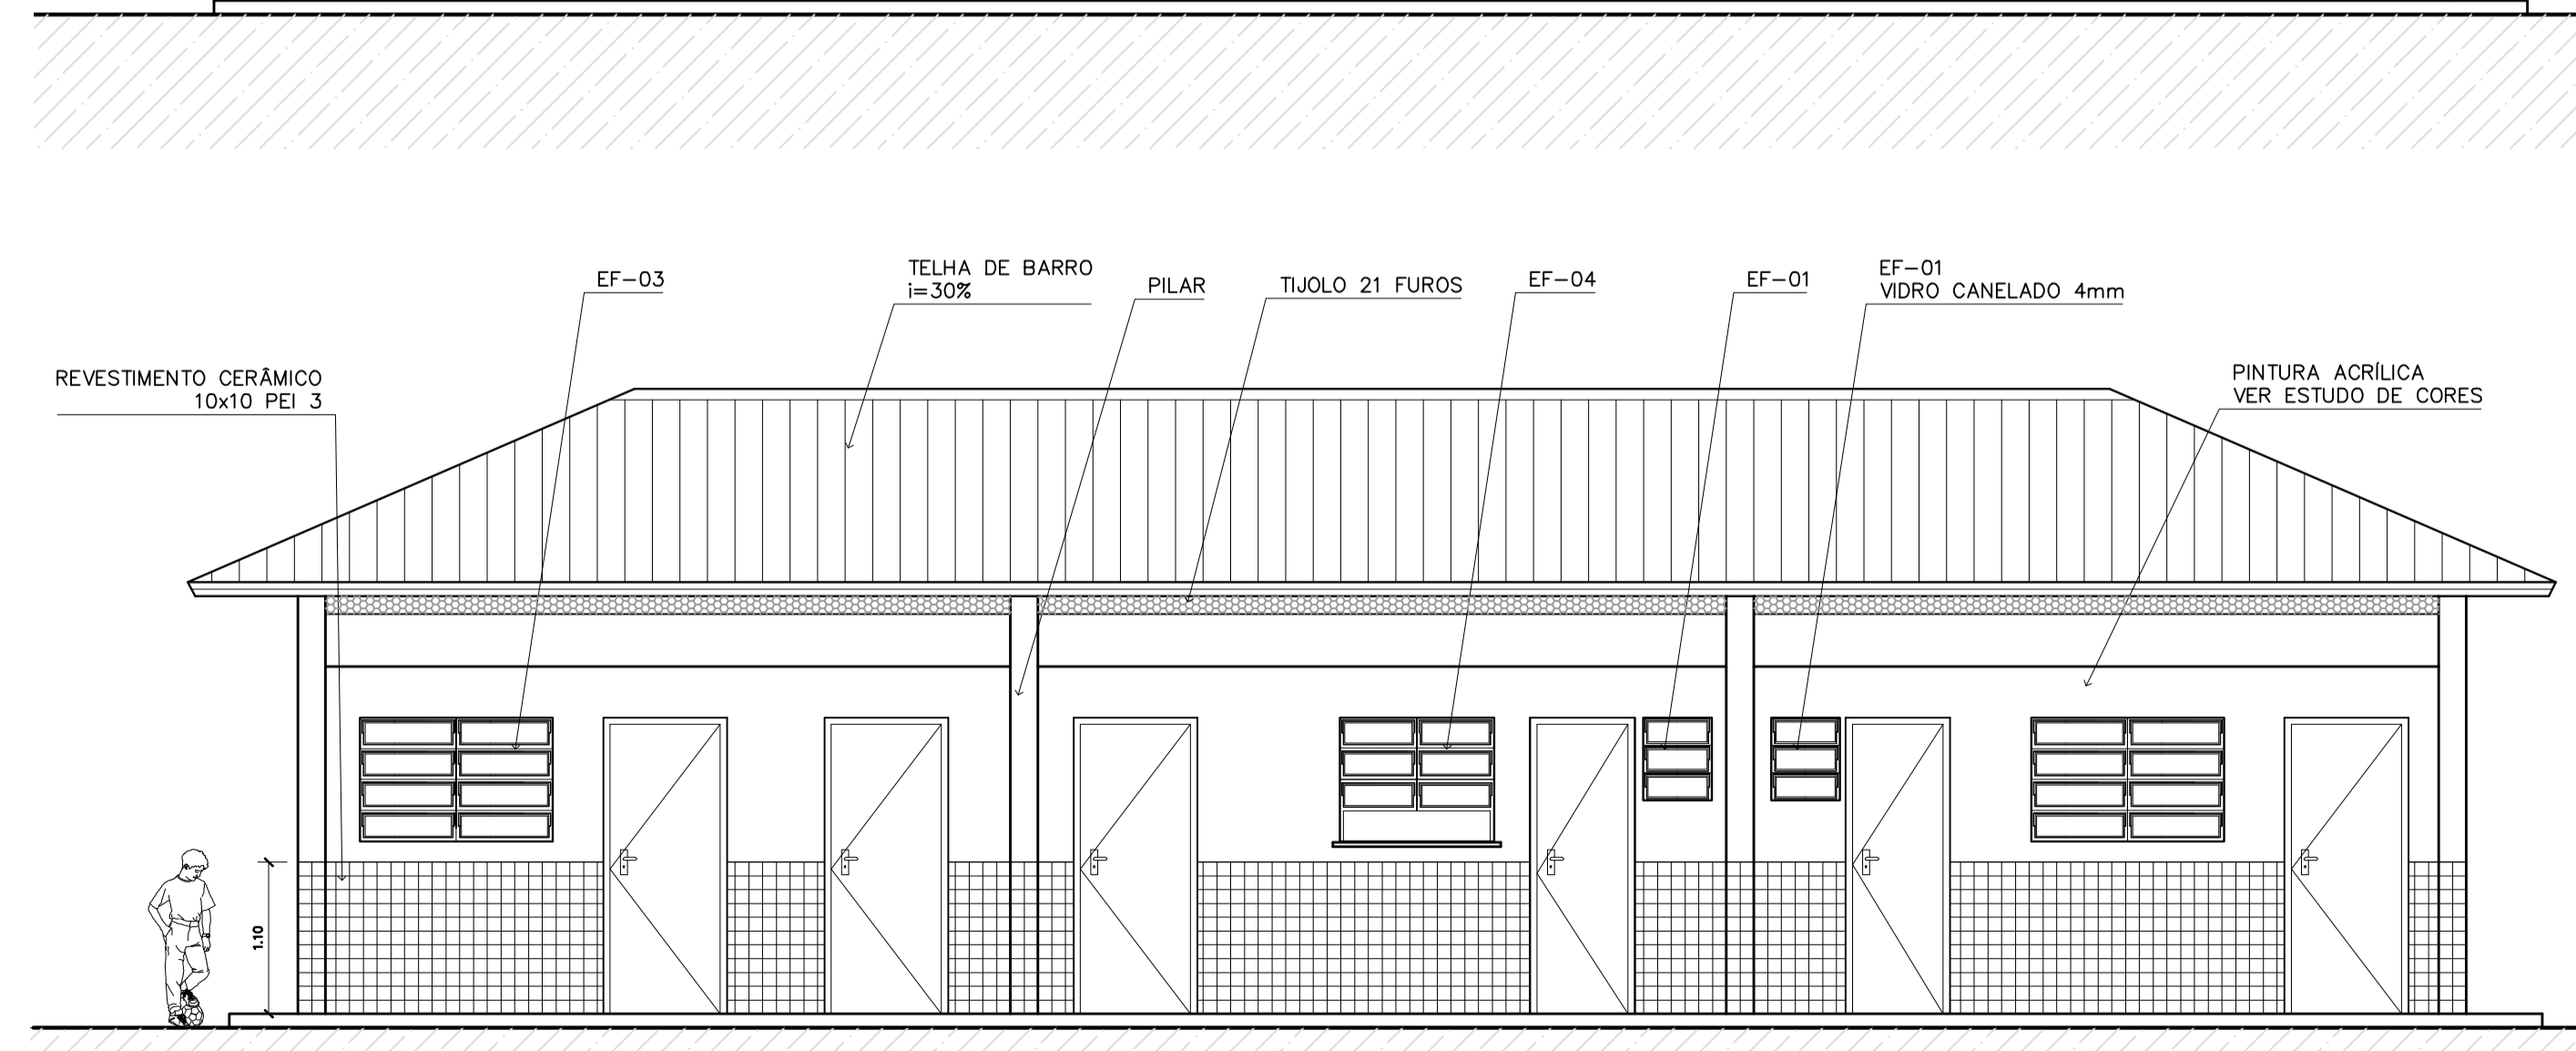 EF-03
TELHA DE BARRO
i=30%
PILAR
TIJOLO 21 FUROS
EF-04
EF-01
EF-01
VIDRO CANELADO 4mm
REVESTIMENTO CERÂMICO
10x10 PEI 3
PINTURA ACRÍLICA
VER ESTUDO DE CORES
1.10